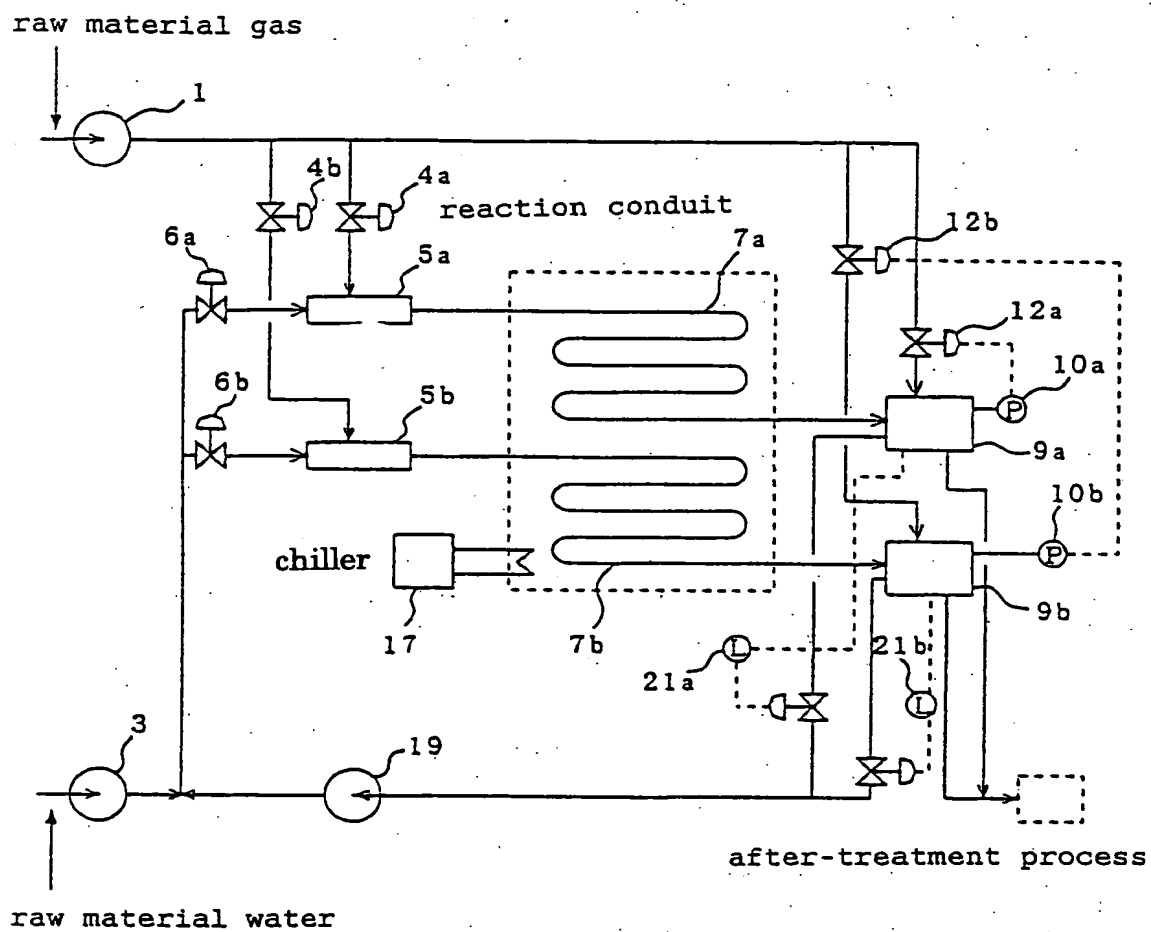 raw material gas
1
4b
4a
reaction conduit
12b
6a
5a
7a
12a
10a
P
6b
5b
9a
10b
P
chiller
17
7b
9b
L
21a
21b
L
3
19
after-treatment process
raw material water